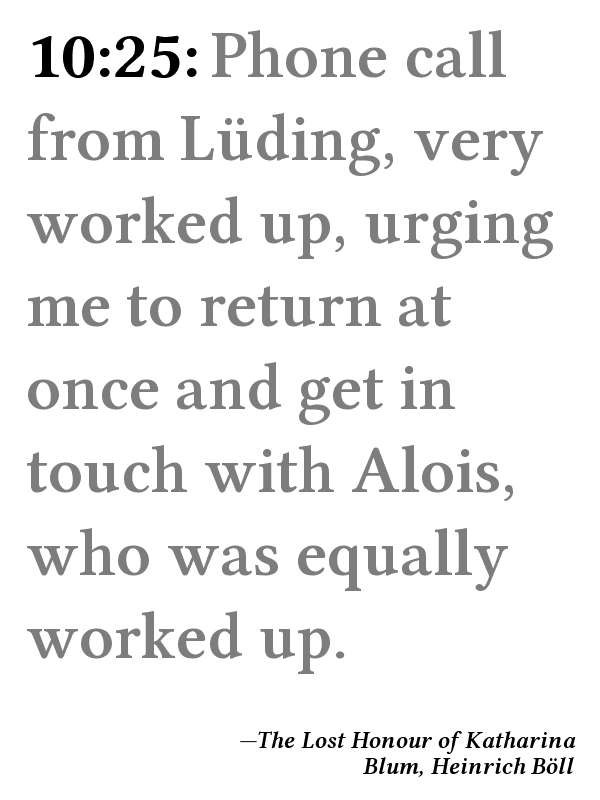 10:25: Phone call
from Lüding, very
worked up, urging
me to return at
once and get in
touch with Alois,
who was equally
worked up.
—The Lost Honour of Katharina
Blum, Heinrich Böll